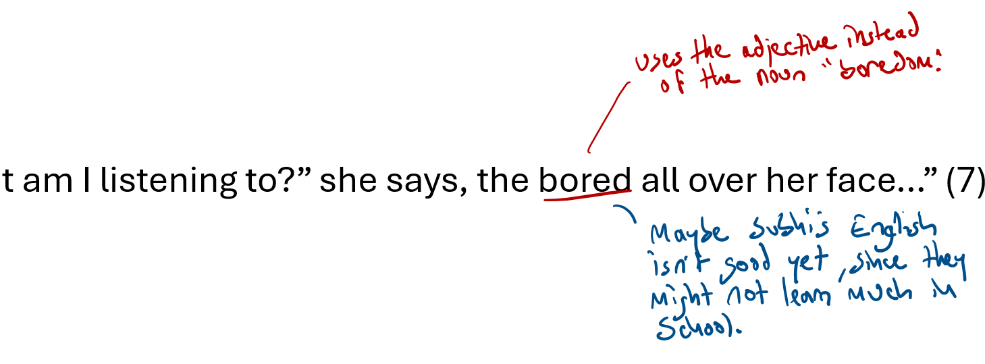 uses the adjective instead
of the noun "boredom."
t am I listening to?” she says, the bored all over her face...” (7)
Maybe Subhi's English
isn't good yet, since they
might not learn much in
School.